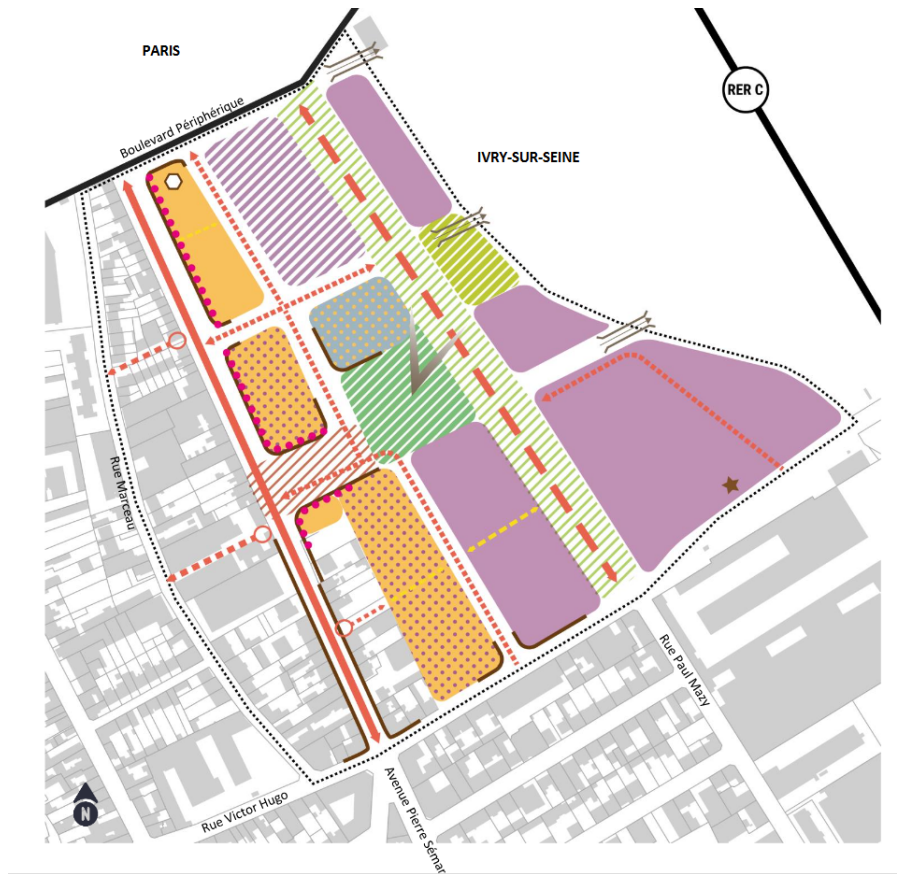 PARIS
RER C
Boulevard Périphérique
IVRY-SUR-SEINE
Rue Marceau
Rue Paul Mazy
Rue Victor Hugo
Avenue Pierre Sémar
N